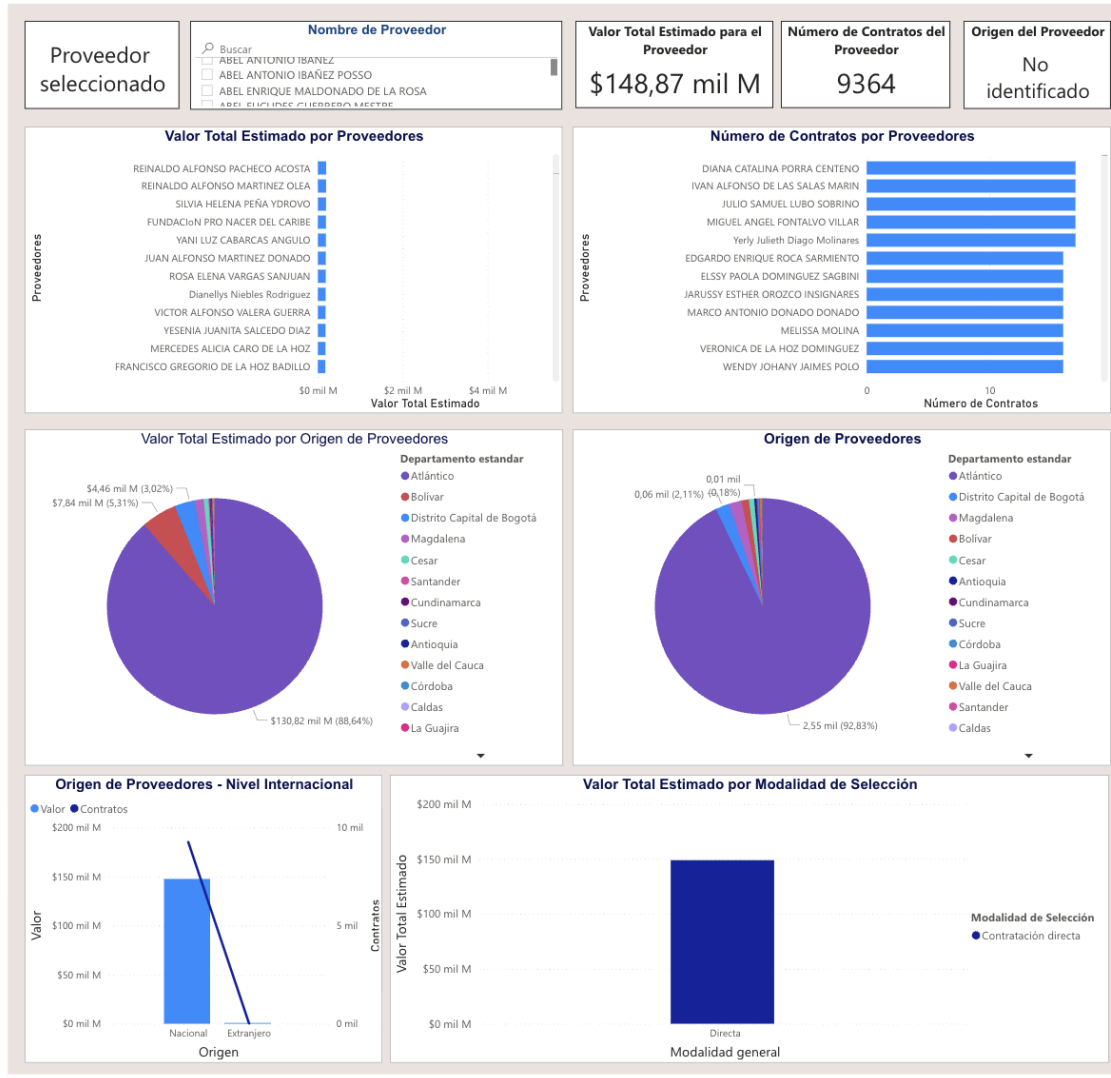 Proveedor
seleccionado
Nombre de Proveedor
Buscar
ABEL ANTONIO IBAÑEZ
ABEL ANTONIO IBAÑEZ POSSO
ABEL ENRIQUE MALDONADO DE LA ROSA
ABEL EUCLIDES GUERRERO MESTRE
Valor Total Estimado para el
Proveedor
$148,87 mil M
Número de Contratos del
Proveedor
9364
Origen del Proveedor
No
identificado
Valor Total Estimado por Proveedores
Proveedores
REINALDO ALFONSO PACHECO ACOSTA
REINALDO ALFONSO MARTINEZ OLEA
SILVIA HELENA PEÑA YDROVO
FUNDACIoN PRO NACER DEL CARIBE
YANI LUZ CABARCAS ANGULO
JUAN ALFONSO MARTINEZ DONADO
ROSA ELENA VARGAS SANJUAN
Dianellys Niebles Rodriguez
VICTOR ALFONSO VALERA GUERRA
YESENIA JUANITA SALCEDO DIAZ
MERCEDES ALICIA CARO DE LA HOZ
FRANCISCO GREGORIO DE LA HOZ BADILLO
$0 mil M $2 mil M $4 mil M
Valor Total Estimado
Número de Contratos por Proveedores
Proveedores
DIANA CATALINA PORRA CENTENO
IVAN ALFONSO DE LAS SALAS MARIN
JULIO SAMUEL LUBO SOBRINO
MIGUEL ANGEL FONTALVO VILLAR
Yerly Julieth Diago Molinares
EDGARDO ENRIQUE ROCA SARMIENTO
ELSSY PAOLA DOMINGUEZ SAGBINI
JARUSSY ESTHER OROZCO INSIGNARES
MARCO ANTONIO DONADO DONADO
MELISSA MOLINA
VERONICA DE LA HOZ DOMINGUEZ
WENDY JOHANY JAIMES POLO
0 10
Número de Contratos
Valor Total Estimado por Origen de Proveedores
$4,46 mil M (3,02%)
$7,84 mil M (5,31%)
$130,82 mil M (88,64%)
Departamento estandar
Atlántico
Bolívar
Distrito Capital de Bogotá
Magdalena
Cesar
Santander
Cundinamarca
Sucre
Antioquia
Valle del Cauca
Córdoba
Caldas
La Guajira
Origen de Proveedores
0,01 mil
(0,18%)
0,06 mil (2,11%)
2,55 mil (92,83%)
Departamento estandar
Atlántico
Distrito Capital de Bogotá
Magdalena
Bolívar
Cesar
Antioquia
Cundinamarca
Sucre
Córdoba
La Guajira
Valle del Cauca
Santander
Caldas
Origen de Proveedores - Nivel Internacional
Valor Contratos
$200 mil M
$150 mil M
$100 mil M
$50 mil M
$0 mil M
Valor
10 mil
5 mil
0 mil
Contratos
Nacional Extranjero
Origen
Valor Total Estimado por Modalidad de Selección
Valor Total Estimado
$200 mil M
$150 mil M
$100 mil M
$50 mil M
$0 mil M
Directa
Modalidad general
Modalidad de Selección
Contratación directa